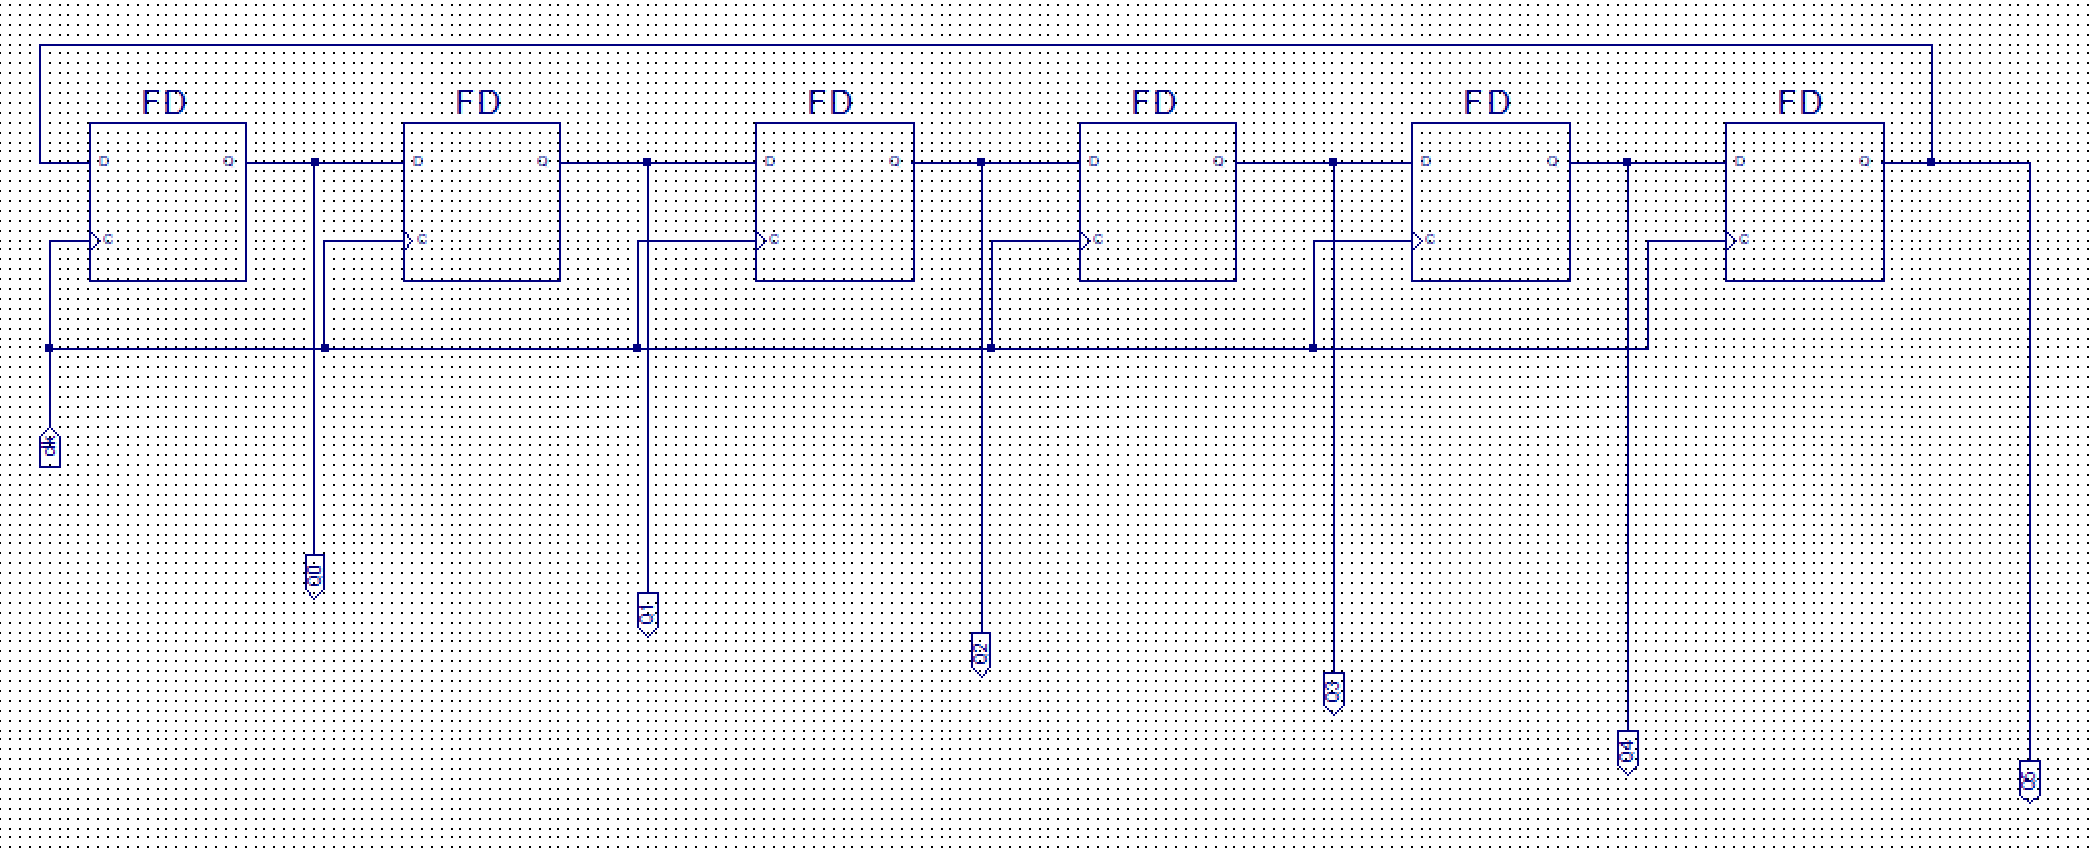 FD FD FD FD FD FD
D Q D Q D Q D Q D Q D Q
C C C C C C
clk
Q0
Q1
Q2
Q3
Q4
Q5